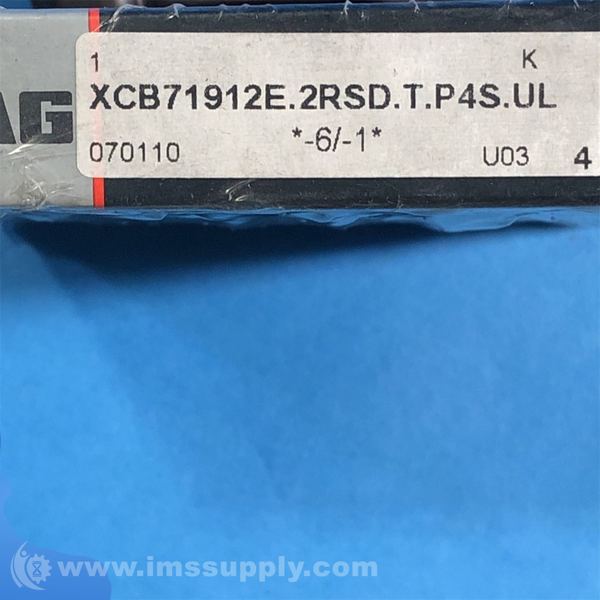 1 K
AG
XCB71912E.2RSD.T.P4S.UL
*-6/-1*
070110 U03 4
www.imssupply.com